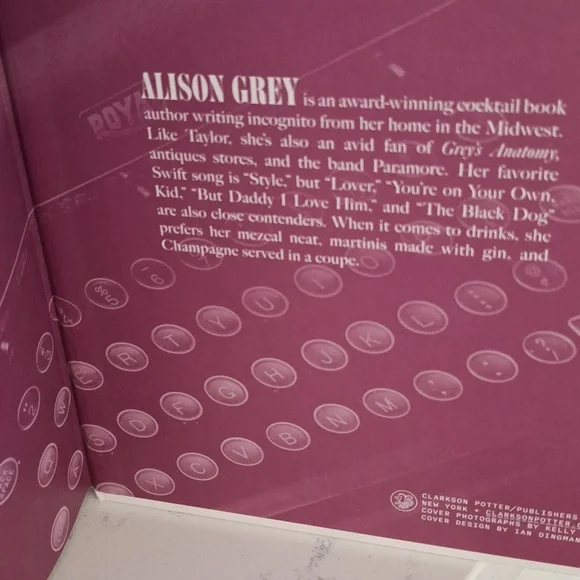 ALISON GREY is an award-winning cocktail book
author writing incognito from her home in the Midwest.
Like Taylor, she's also an avid fan of Grey's Anatomy,
antiques stores, and the band Paramore. Her favorite
Swift song is "Style," but "Lover," "You're on Your Own,
Kid," "But Daddy I Love Him," and "The Black Dog"
are also close contenders. When it comes to drinks, she
prefers her mezcal neat, martinis made with gin, and
Champagne served in a coupe.
ROYAL
R T Y U I O
D F G H J K L
S X C V B N M
CLARKSON POTTER/PUBLISHERS
NEW YORK • CLARKSONPOTTER.
COVER PHOTOGRAPHS BY KELLY
COVER DESIGN BY IAN DINGMAN